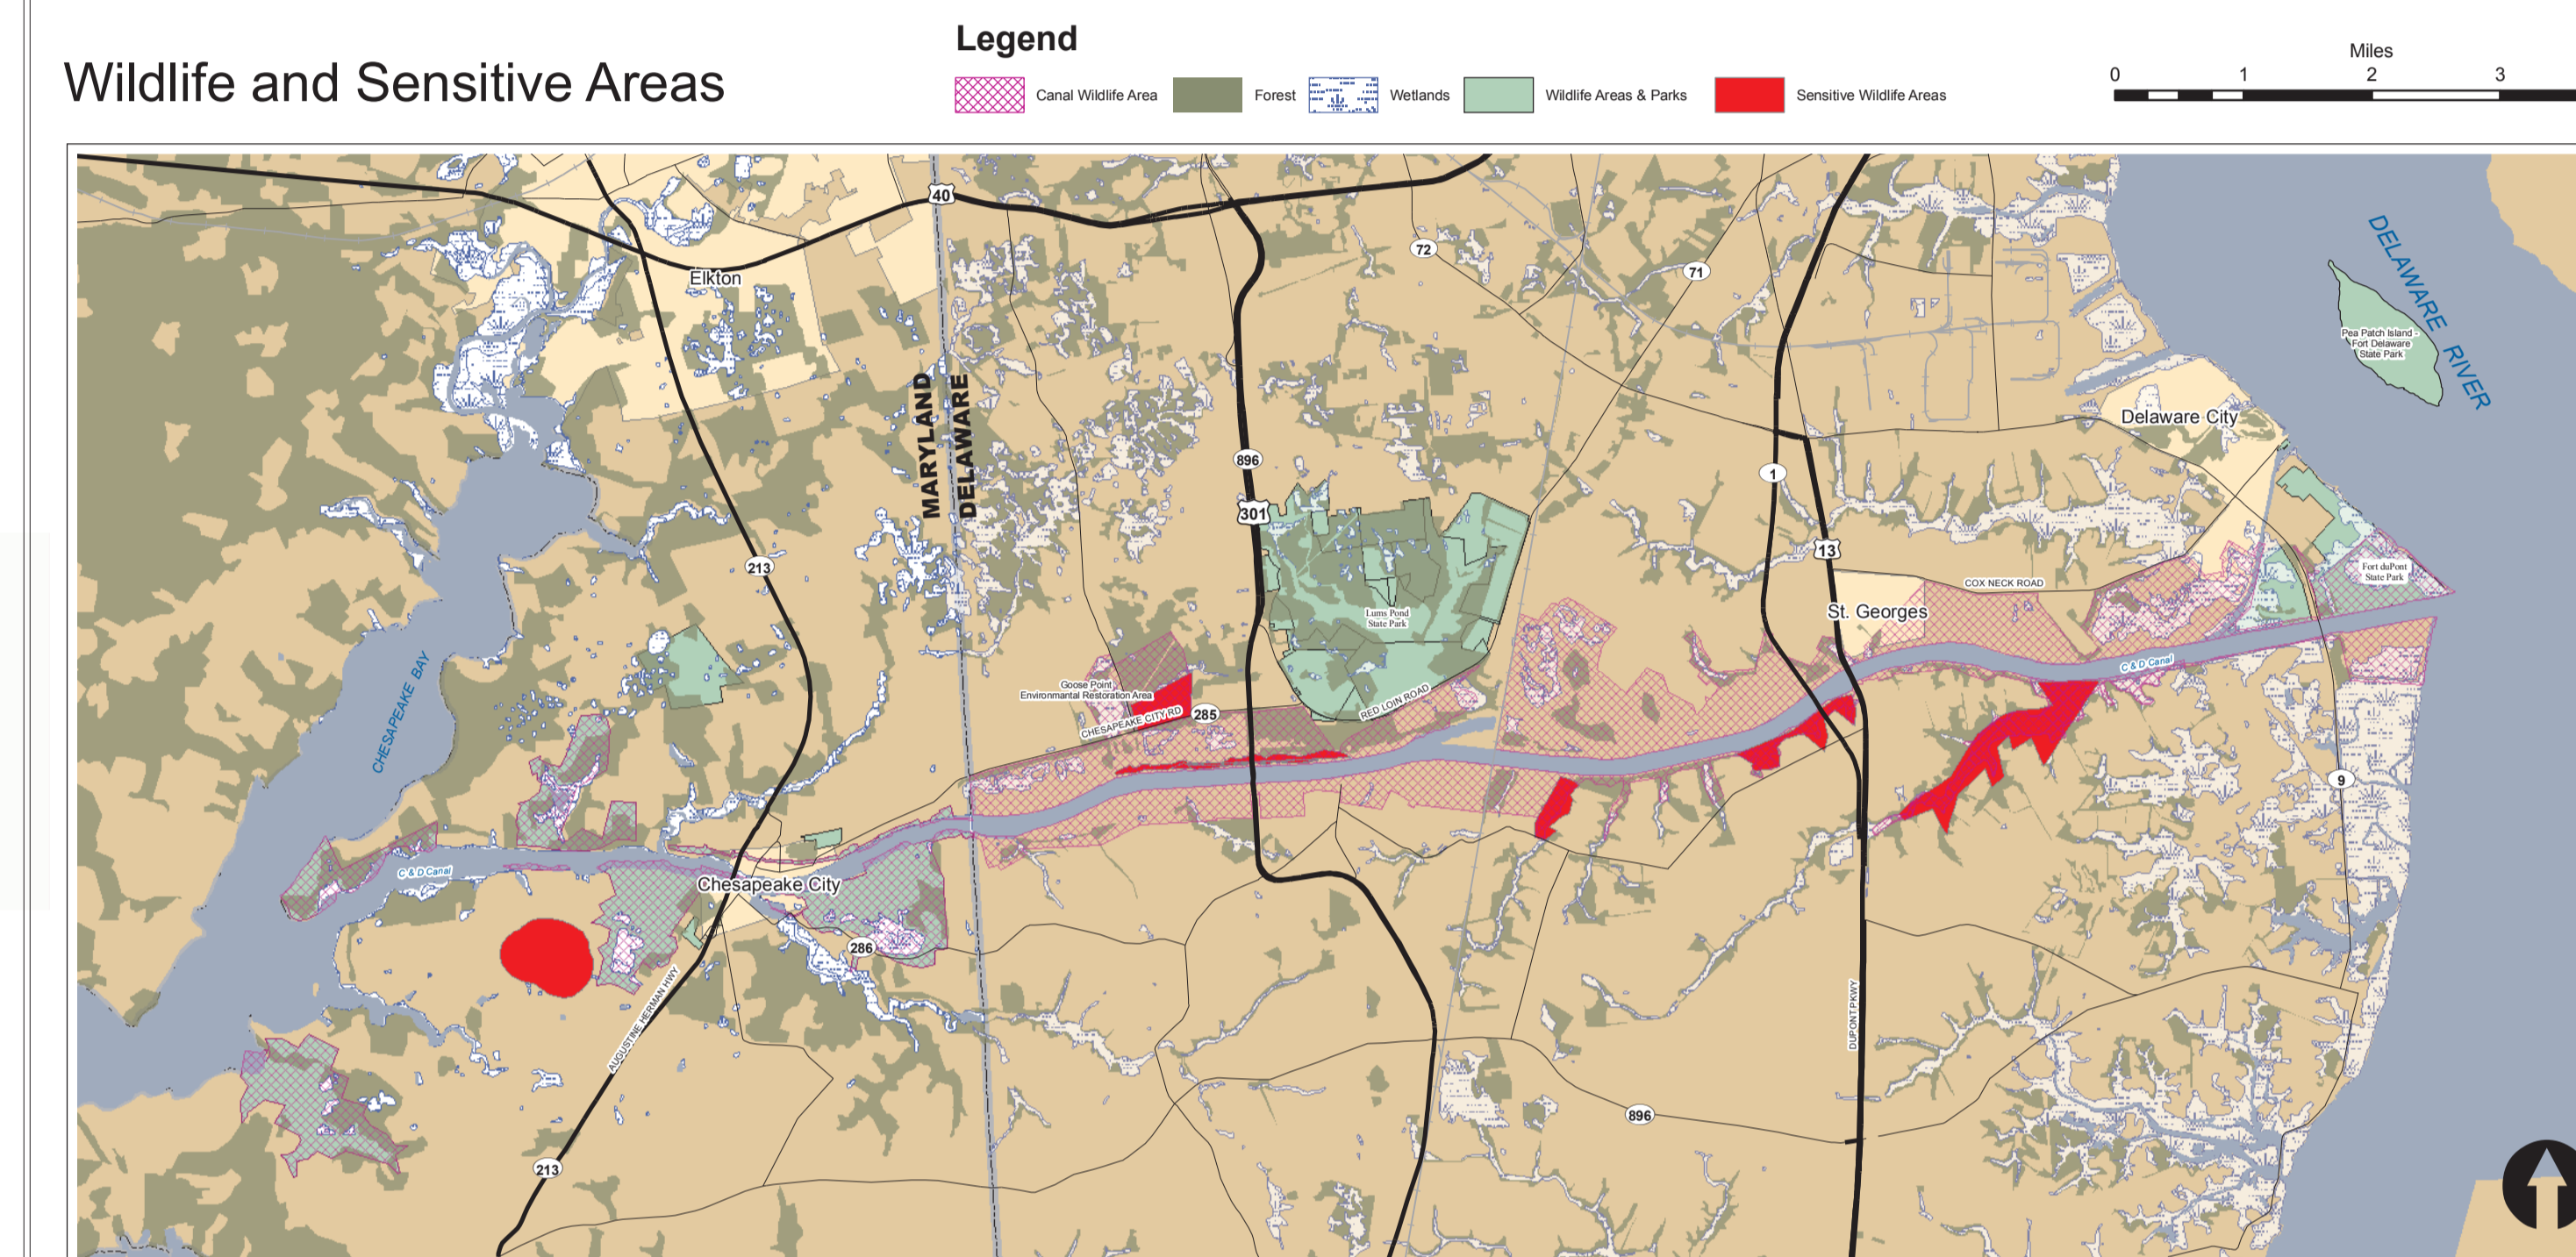 Wildlife and Sensitive Areas
Legend
Canal Wildlife Area
Forest
Wetlands
Wildlife Areas & Parks
Sensitive Wildlife Areas
Miles
0 1 2 3
40
Elkton
72
71
DELAWARE RIVER
Pea Patch Island -
Fort Delaware
State Park
MARYLAND
DELAWARE
Delaware City
896
1
301
13
213
COX NECK ROAD
Fort duPont
State Park
St. Georges
Lums Pond
State Park
CHESAPEAKE BAY
Goose Point
Environmantal Restoration Area
C & D Canal
RED LOIN ROAD
CHESAPEAKE CITY RD
285
9
C & D Canal
Chesapeake City
286
AUGUSTINE HERMAN HWY
DUPONT PKWY
896
213